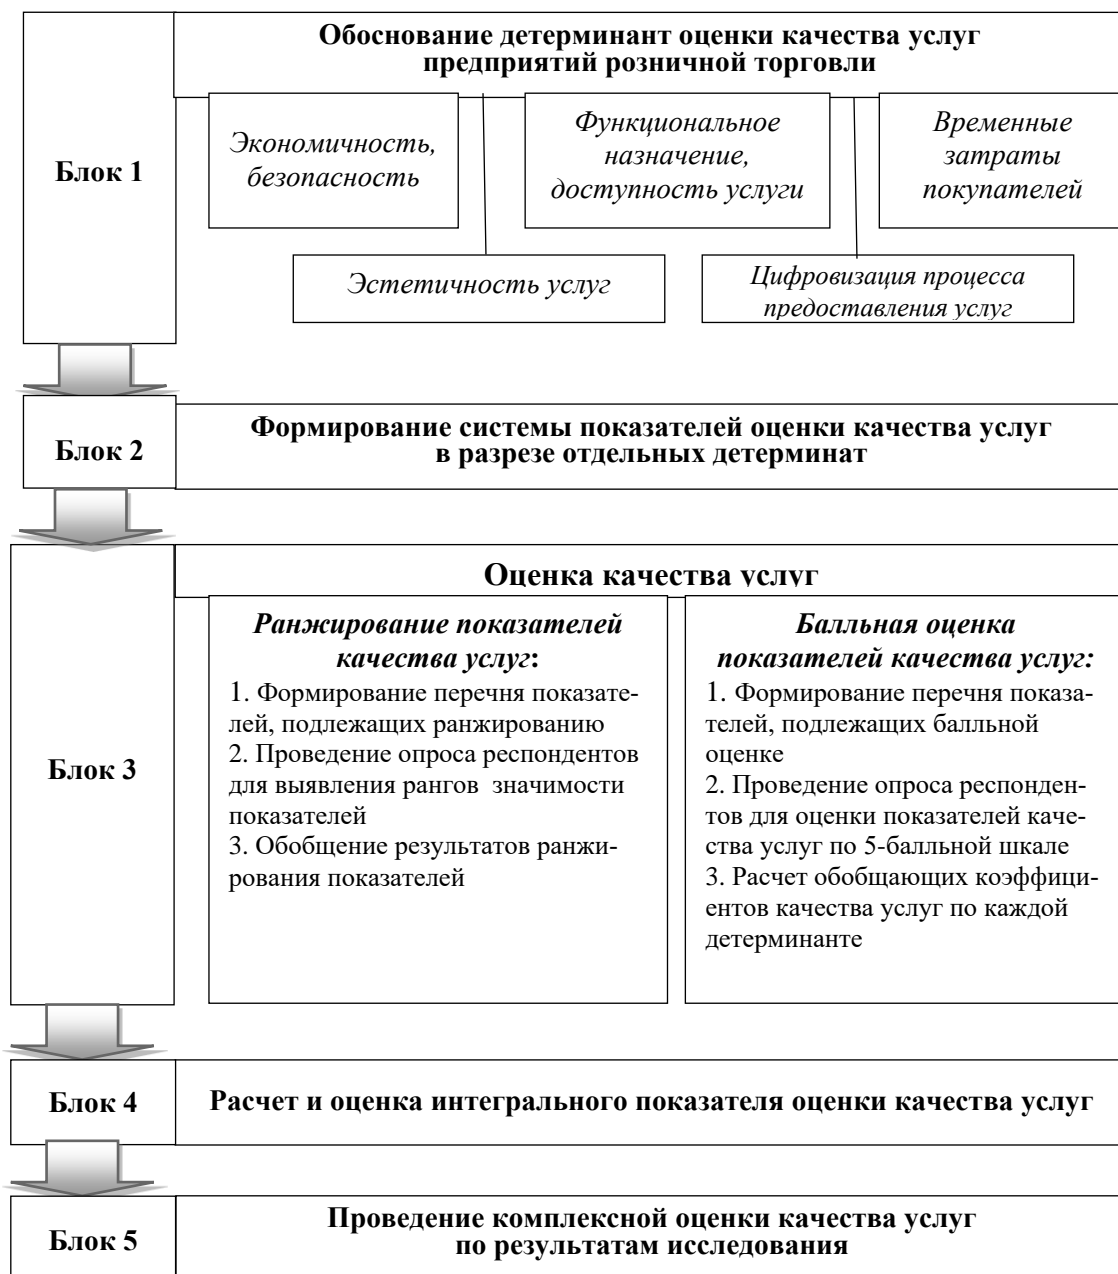 Обоснование детерминант оценки качества услуг
предприятий розничной торговли
Блок 1
Экономичность,
безопасность
Функциональное
назначение,
доступность услуги
Временные
затраты
покупателей
Эстетичность услуг
Цифровизация процесса
предоставления услуг
Блок 2
Формирование системы показателей оценки качества услуг
в разрезе отдельных детерминат
Блок 3
Оценка качества услуг
Ранжирование показателей
качества услуг:
1. Формирование перечня показате-
лей, подлежащих ранжированию
2. Проведение опроса респондентов
для выявления рангов значимости
показателей
3. Обобщение результатов ранжи-
рования показателей
Балльная оценка
показателей качества услуг:
1. Формирование перечня показа-
телей, подлежащих балльной
оценке
2. Проведение опроса респонден-
тов для оценки показателей каче-
ства услуг по 5-балльной шкале
3. Расчет обобщающих коэффици-
ентов качества услуг по каждой
детерминанте
Блок 4
Расчет и оценка интегрального показателя оценки качества услуг
Блок 5
Проведение комплексной оценки качества услуг
по результатам исследования